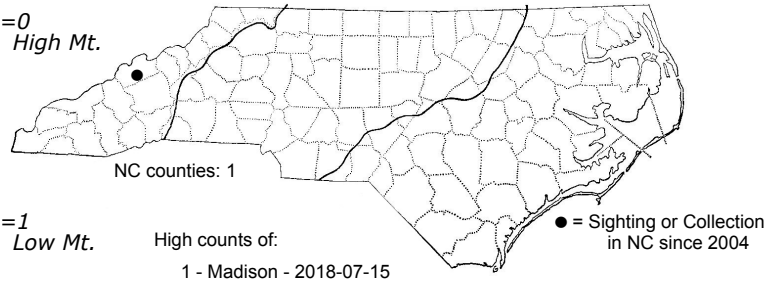 =0
High Mt.
NC counties: 1
=1
Low Mt.
High counts of:
1 - Madison - 2018-07-15
● = Sighting or Collection
in NC since 2004